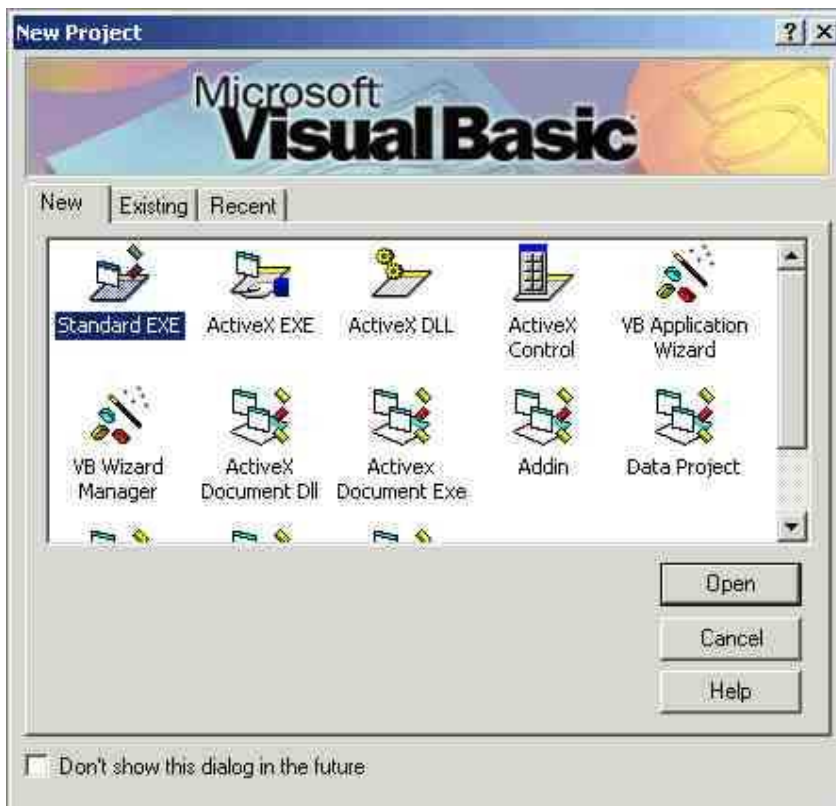 New Project
Microsoft
Visual Basic
New Existing Recent
Standard EXE ActiveX EXE ActiveX DLL ActiveX Control VB Application Wizard
VB Wizard Manager ActiveX Document Dll Activex Document Exe Addin Data Project
Open
Cancel
Help
Don't show this dialog in the future